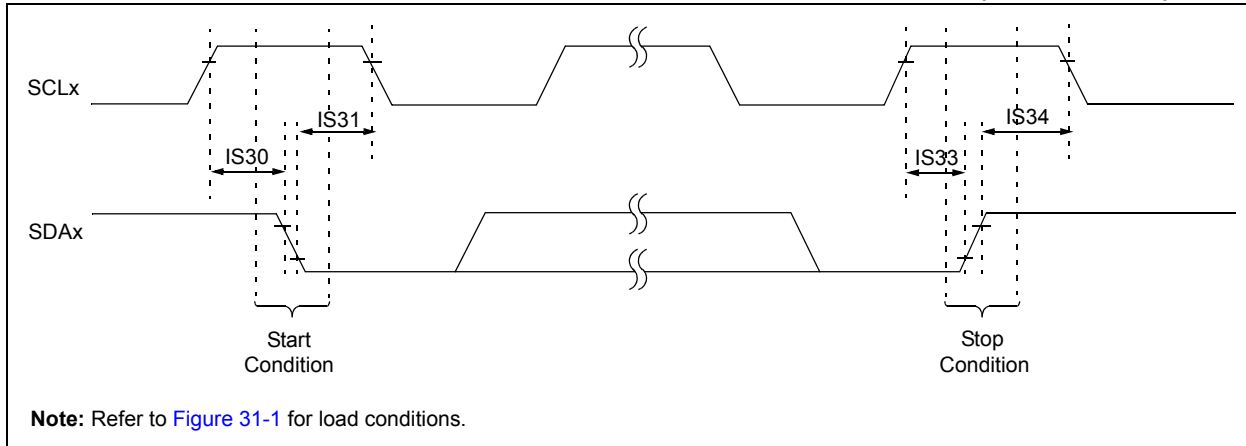 SCLx
IS31
IS34
IS30
IS33
SDAx
Start
Condition
Stop
Condition
Note: Refer to Figure 31-1 for load conditions.